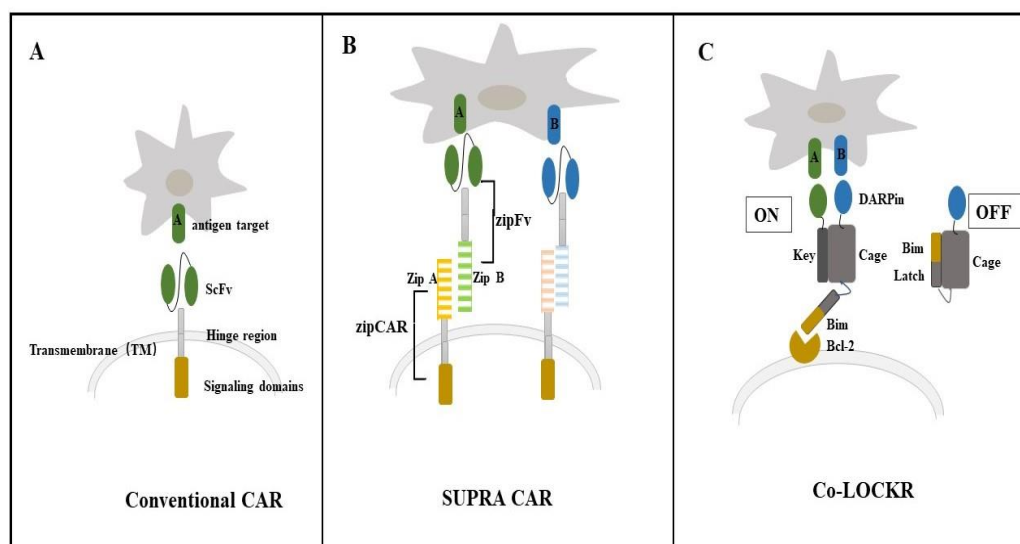 A
A
antigen target
ScFv
Hinge region
Transmembrane (TM)
Signaling domains
Conventional CAR
B
A
B
zipFv
Zip A
Zip B
zipCAR
SUPRA CAR
C
A
B
ON
DARPin
OFF
Key
Cage
Bim
Latch
Cage
Bim
Bcl-2
Co-LOCKR